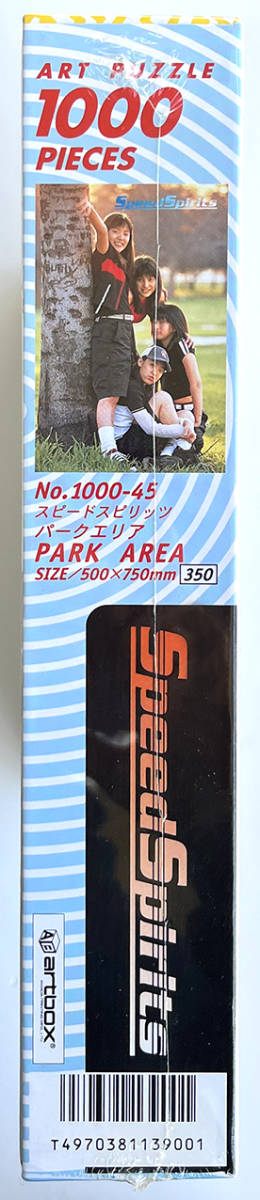 ART PUZZLE
1000
PIECES
SpeedSpirits
No.1000-45
スピードスピリッツ
パークエリア
PARK AREA
SIZE/500×750mm 350
SpeedSpirits
artbox®
T4970381139001